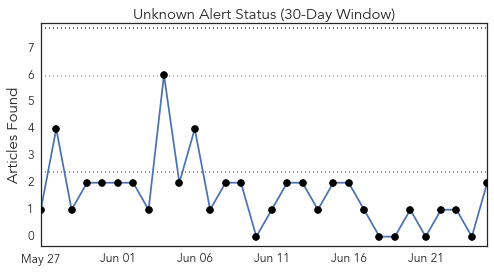 Unknown Alert Status (30-Day Window)
Articles Found
7
6
5
4
3
2
1
0
May 27
Jun 01
Jun 06
Jun 11
Jun 16
Jun 21